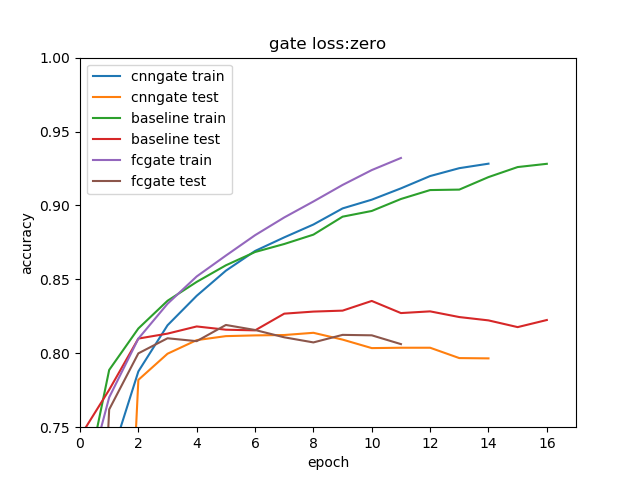 gate loss:zero
1.00
0.95
0.90
0.85
0.80
0.75
accuracy
cnngate train
cnngate test
baseline train
baseline test
fcgate train
fcgate test
0 2 4 6 8 10 12 14 16
epoch